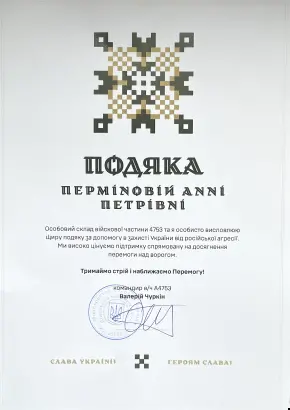 ПОДЯКА
ПЕРМІНОВІЙ АННІ
ПЕТРІВНІ
Особовий склад військової частини 4753 та я особисто висловлюю
щиру подяку за допомогу в захисті України від російської агресії.
Ми високо цінуємо підтримку спрямовану на досягнення
перемоги над ворогом.
Тримаймо стрій і наближаємо Перемогу!
командир в/ч А4753
Валерій Чуркін
СЛАВА УКРАЇНІ!
ГЕРОЯМ СЛАВА!